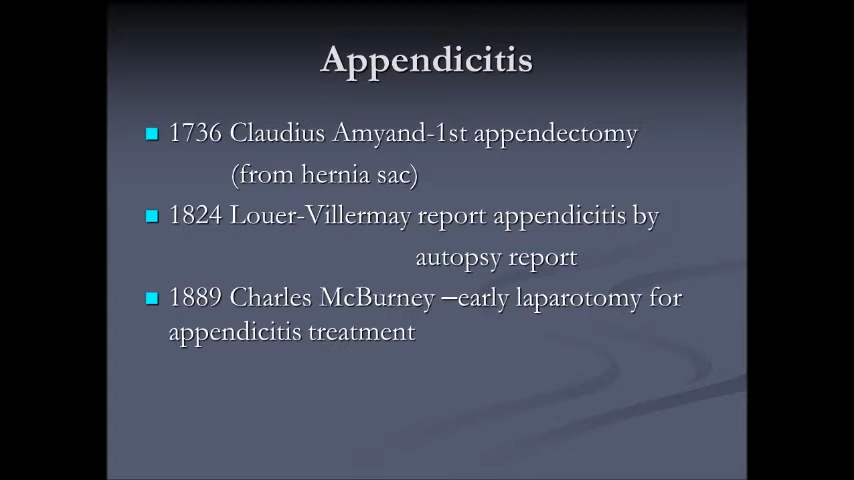 Appendicitis
1736 Claudius Amyand-1st appendectomy
(from hernia sac)
1824 Louer-Villermay report appendicitis by
autopsy report
1889 Charles McBurney –early laparotomy for
appendicitis treatment